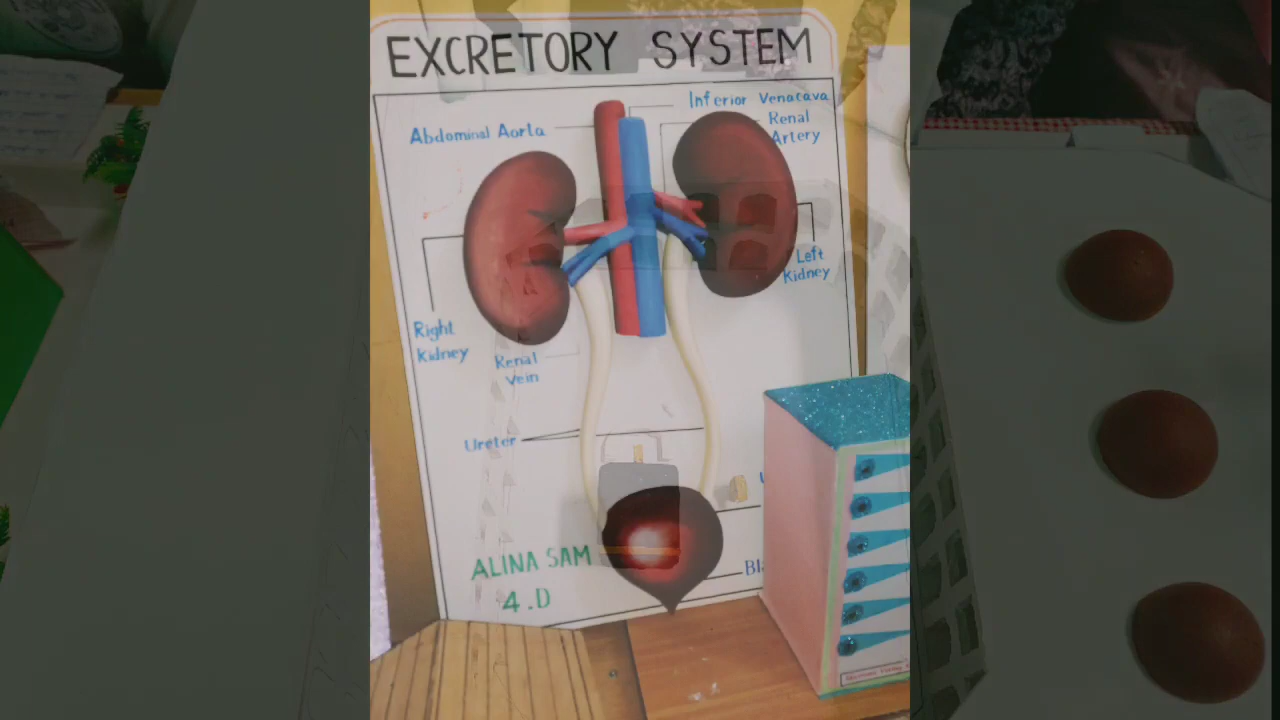 EXCRETORY SYSTEM
Inferior Venacava
Abdominal Aorta
Renal
Artery
Left
Kidney
Right
Kidney
Renal
vein
Ureter
ALINA SAM
4.D